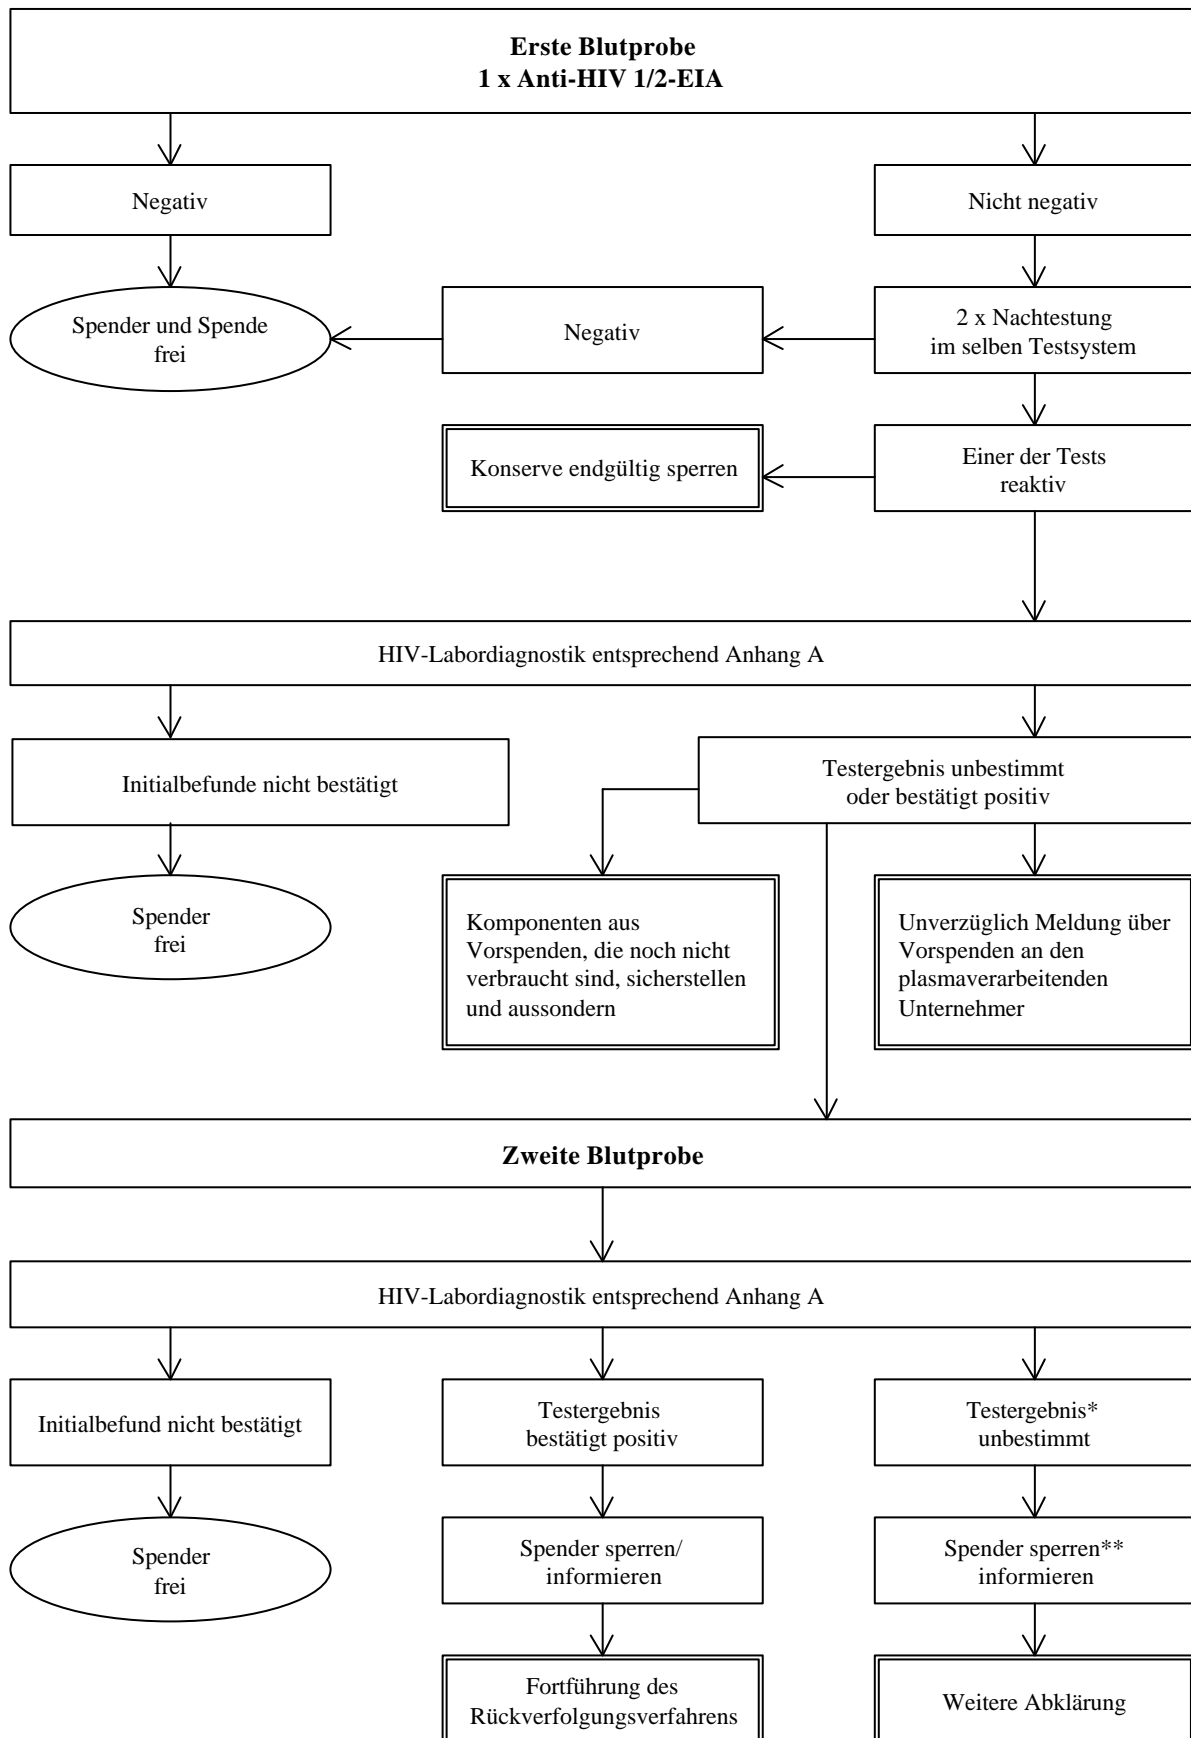 Erste Blutprobe
1 x Anti-HIV 1/2-EIA
Negativ
Nicht negativ
Spender und Spende
frei
Negativ
2 x Nachtestung
im selben Testsystem
Konserve endgültig sperren
Einer der Tests
reaktiv
HIV-Labordiagnostik entsprechend Anhang A
Initialbefunde nicht bestätigt
Testergebnis unbestimmt
oder bestätigt positiv
Spender
frei
Komponenten aus
Vorspenden, die noch nicht
verbraucht sind, sicherstellen
und aussondern
Unverzüglich Meldung über
Vorspenden an den
plasmaverarbeitenden
Unternehmer
Zweite Blutprobe
HIV-Labordiagnostik entsprechend Anhang A
Initialbefund nicht bestätigt
Testergebnis
bestätigt positiv
Testergebnis*
unbestimmt
Spender
frei
Spender sperren/
informieren
Spender sperren**
informieren
Fortführung des
Rückverfolgungsverfahrens
Weitere Abklärung